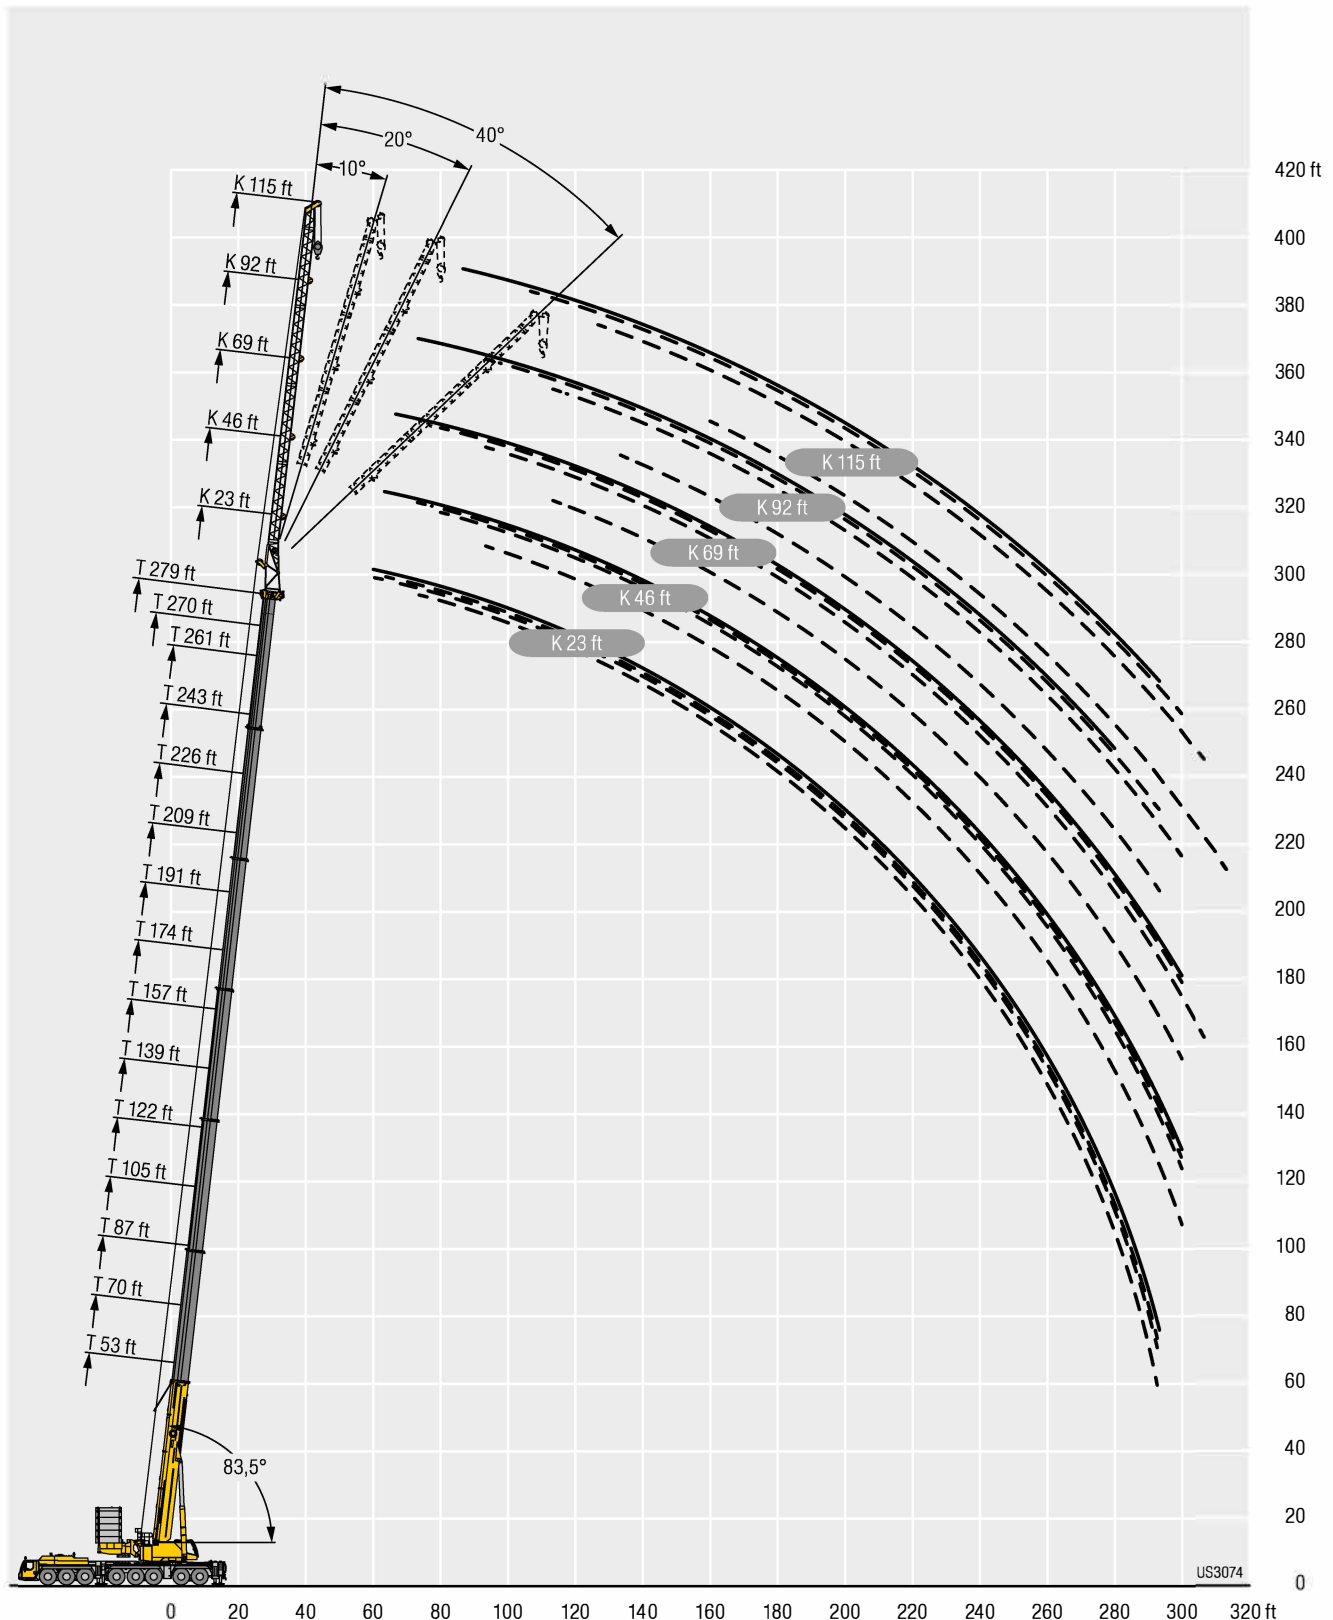 40°
20°
10°
420 ft
K 115 ft
400
K 92 ft
380
K 69 ft
360
K 46 ft
340
K 115 ft
K 23 ft
320
K 92 ft
K 69 ft
T 279 ft
300
K 46 ft
T 270 ft
T 261 ft
280
K 23 ft
T 243 ft
260
T 226 ft
240
T 209 ft
220
T 191 ft
200
T 174 ft
180
T 157 ft
160
T 139 ft
140
T 122 ft
120
T 105 ft
100
T 87 ft
80
T 70 ft
T 53 ft
60
40
83,5°
20
US3074
0
0 20 40 60 80 100 120 140 160 180 200 220 240 260 280 300 320 ft